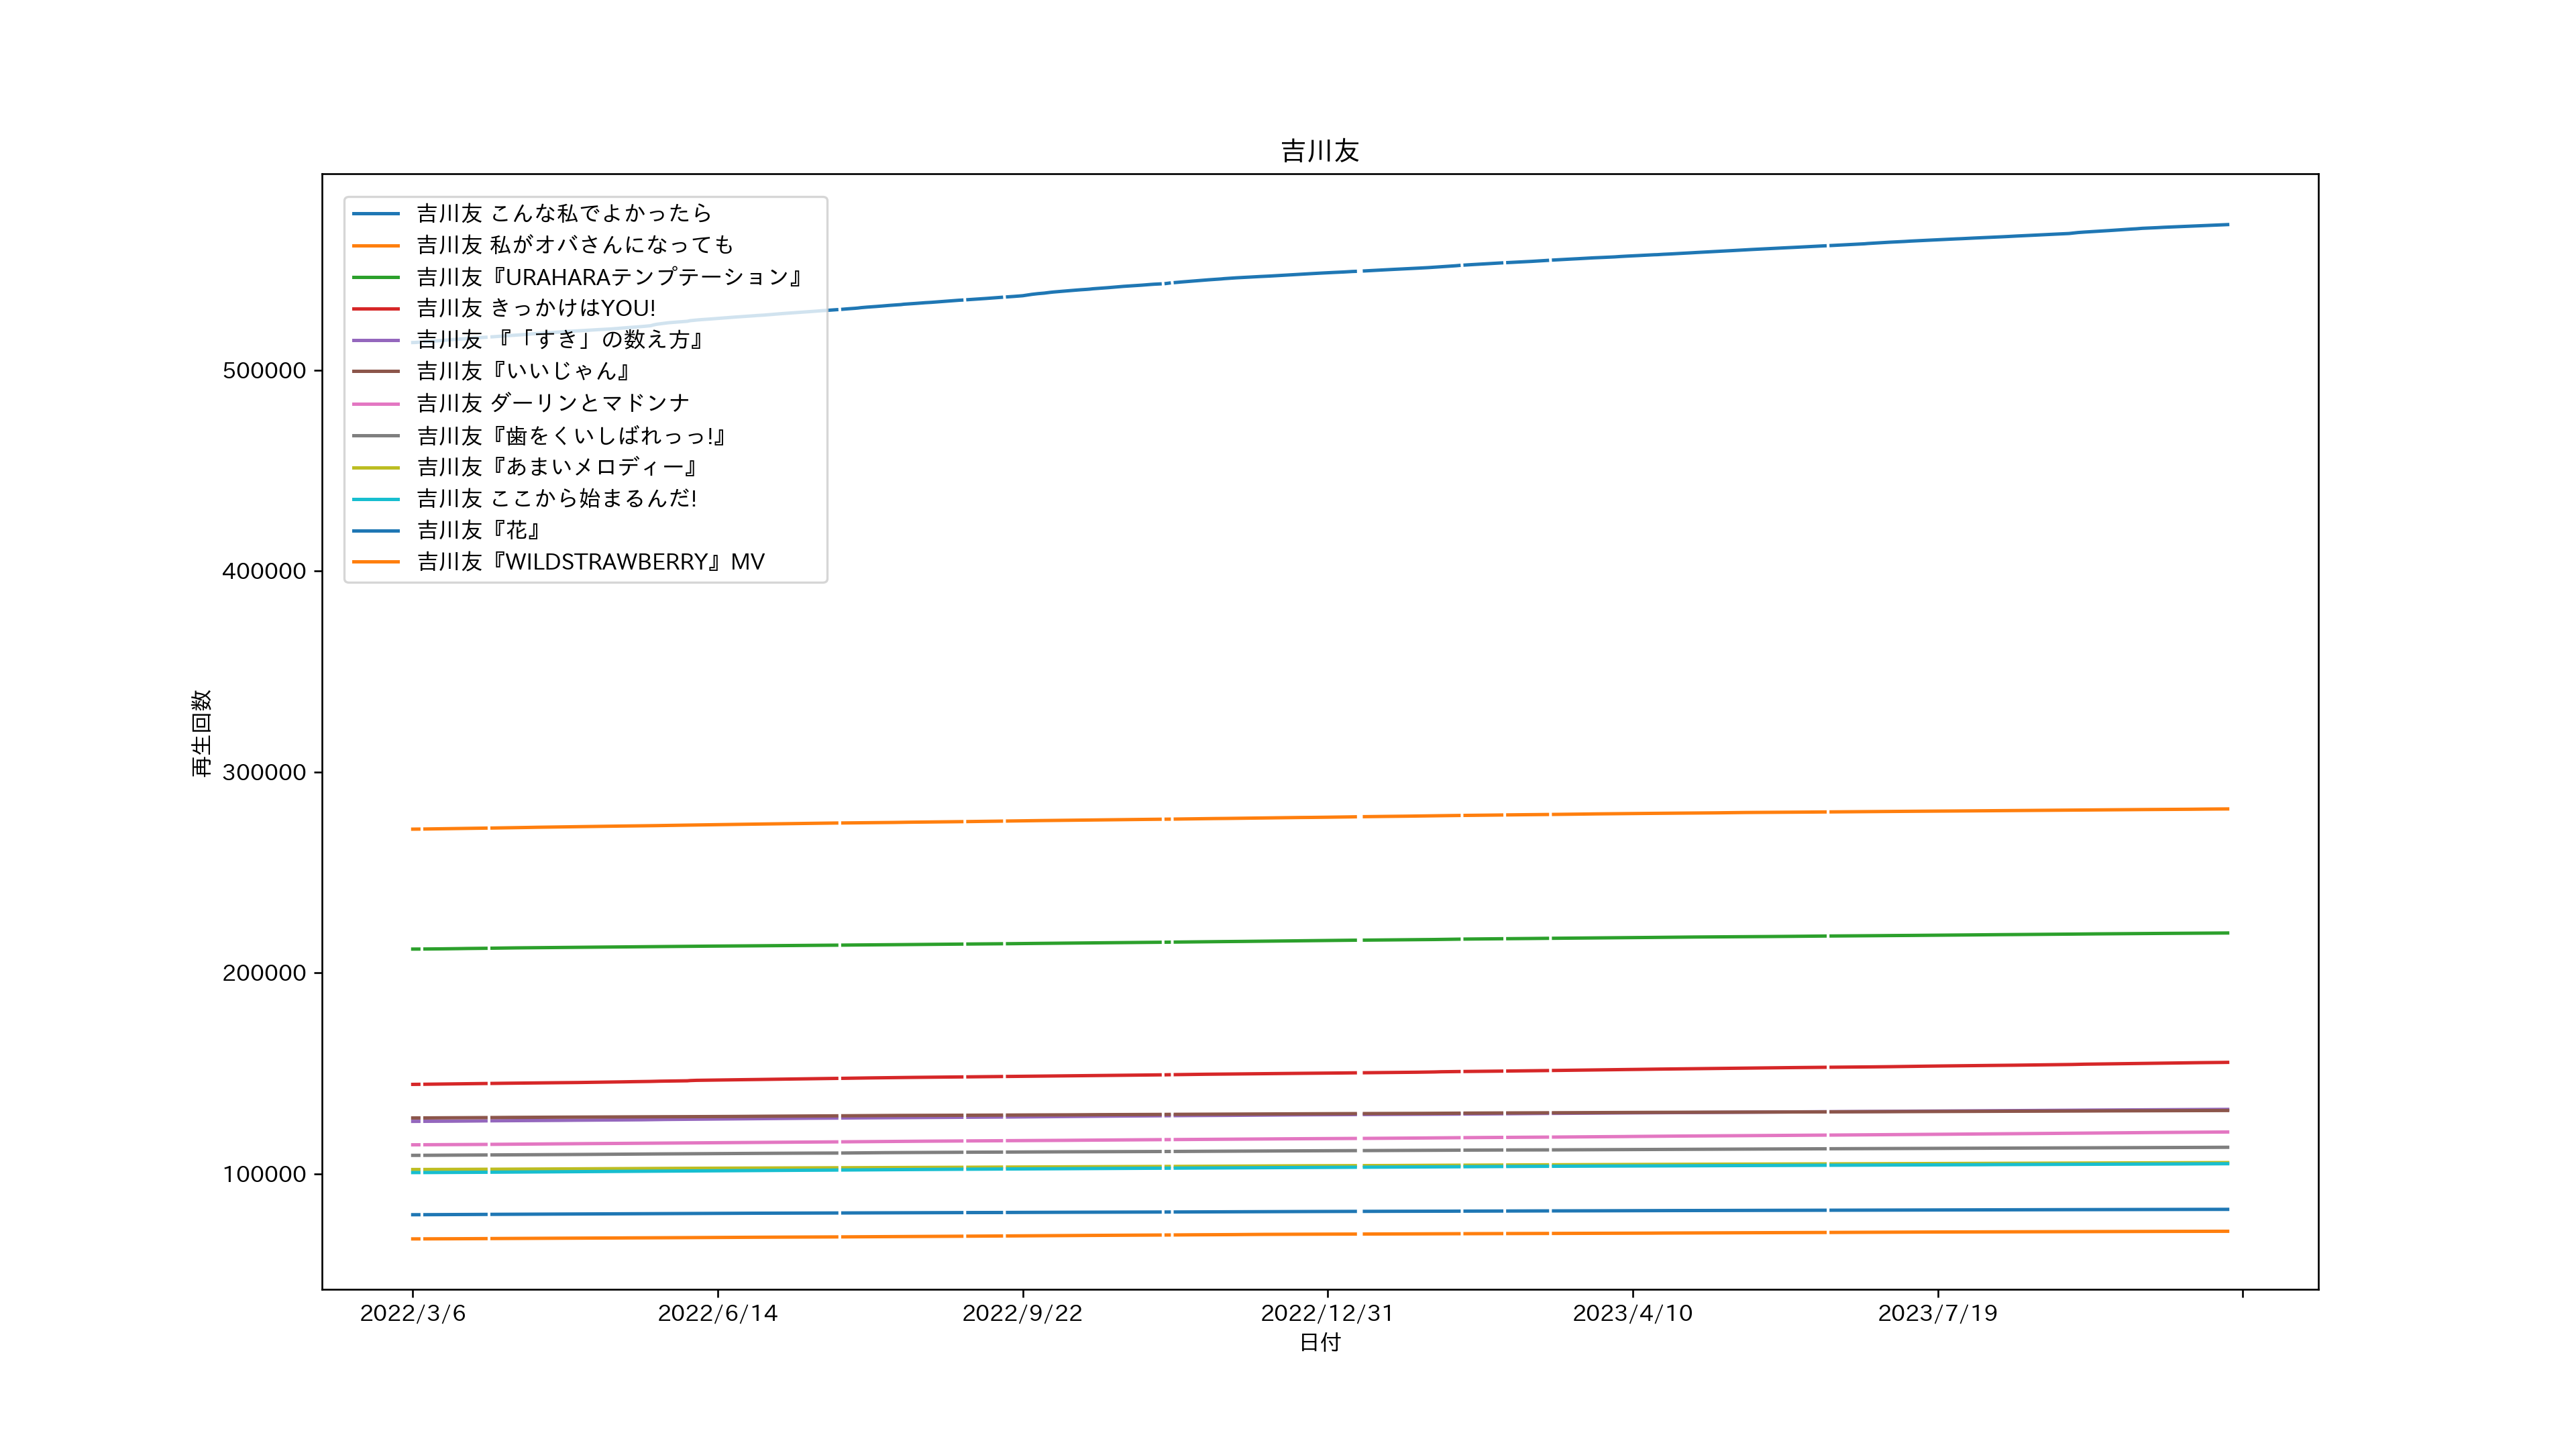 吉川友
吉川友 こんな私でよかったら
吉川友 私がオバさんになっても
吉川友『URAHARAテンプテーション』
吉川友 きっかけはYOU!
吉川友 『「すき」の数え方』
吉川友『いいじゃん』
吉川友 ダーリンとマドンナ
吉川友『歯をくいしばれっっ!』
吉川友『あまいメロディー』
吉川友 ここから始まるんだ!
吉川友『花』
吉川友『WILDSTRAWBERRY』MV
再生回数
500000
400000
300000
200000
100000
2022/3/6
2022/6/14
2022/9/22
2022/12/31
2023/4/10
2023/7/19
日付